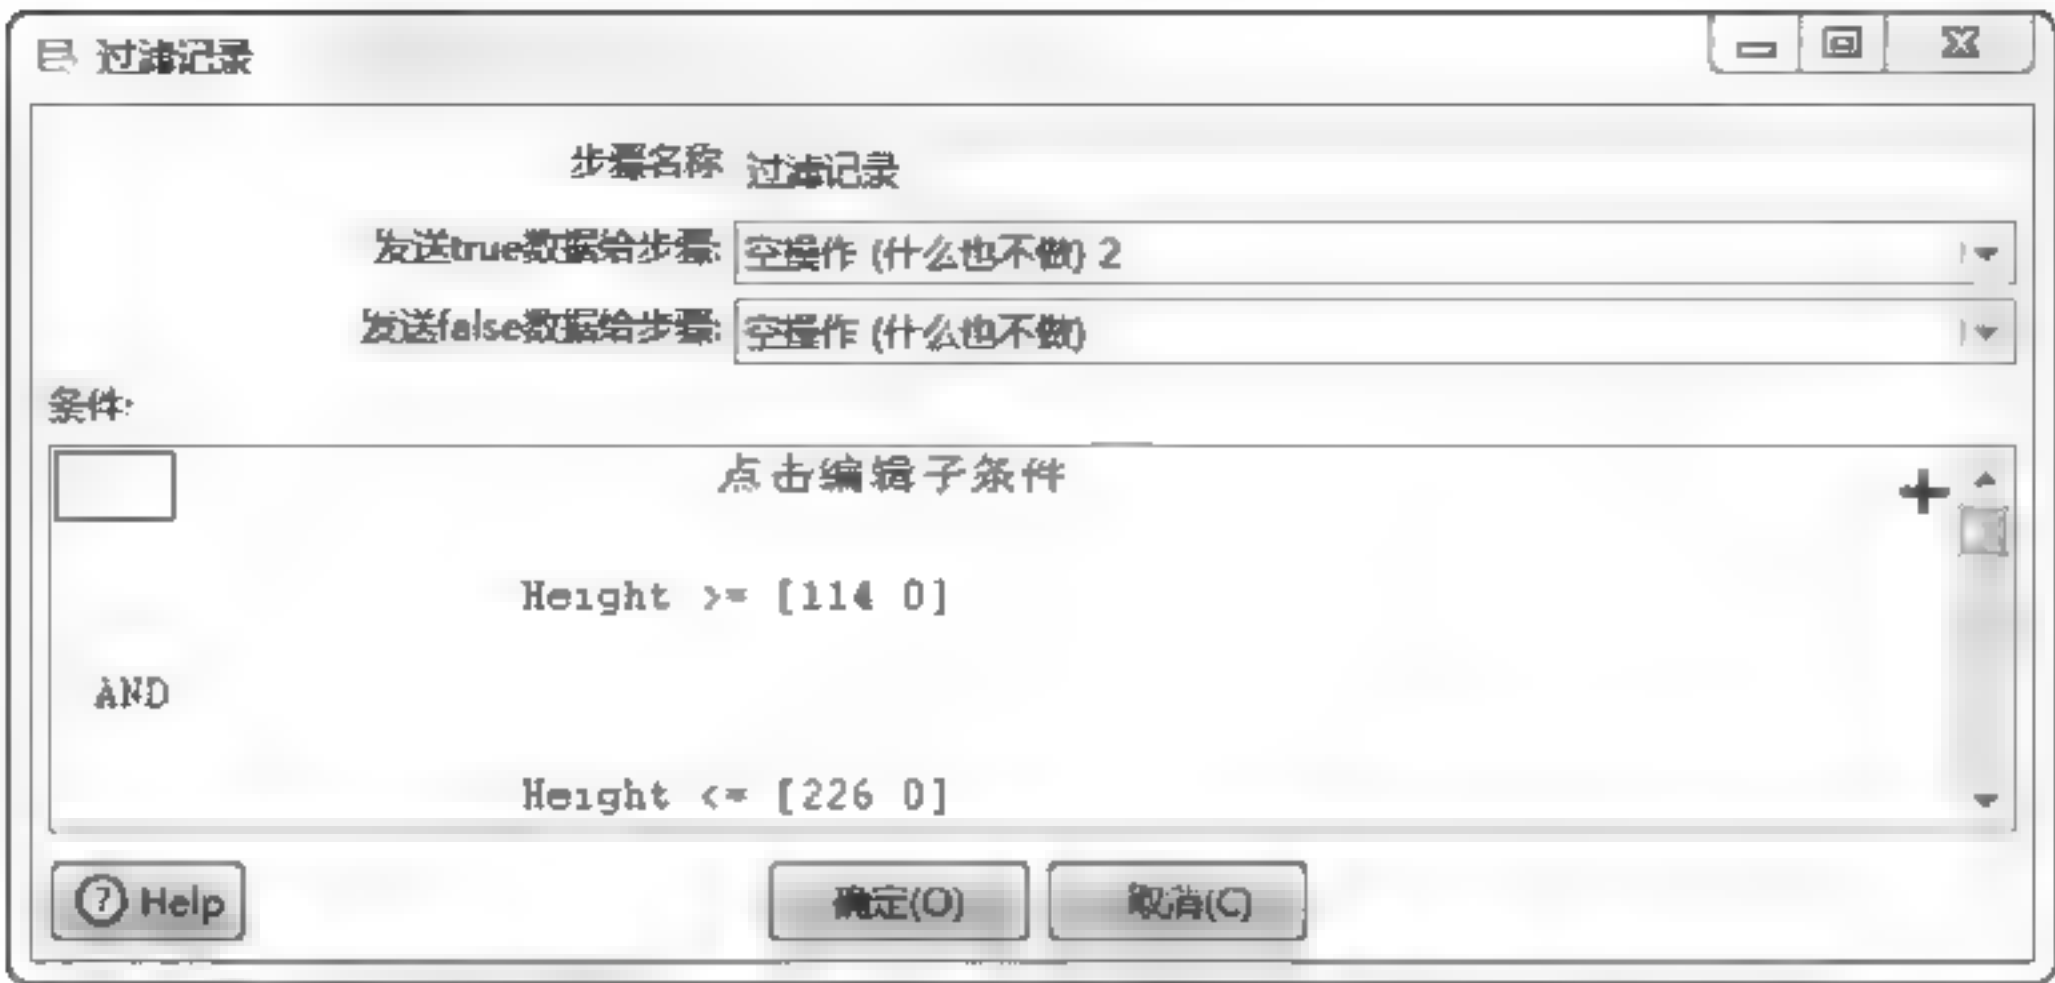 过滤记录
步骤名称 过滤记录
发送true数据给步骤: 空操作 (什么也不做) 2
发送false数据给步骤: 空操作 (什么也不做)
条件:
点击编辑子条件
Height >= [114 0]
AND
Height <= [226 0]
Help 确定(O) 取消(C)